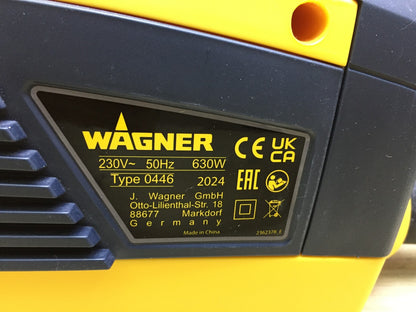 WAGNER
230V~ 50Hz 630W
Type 0446 2024
J. Wagner GmbH
Otto-Lilienthal-Str. 18
88677 Markdorf
Germany
Made in China
CE UK
CA
EAC
2362376_E